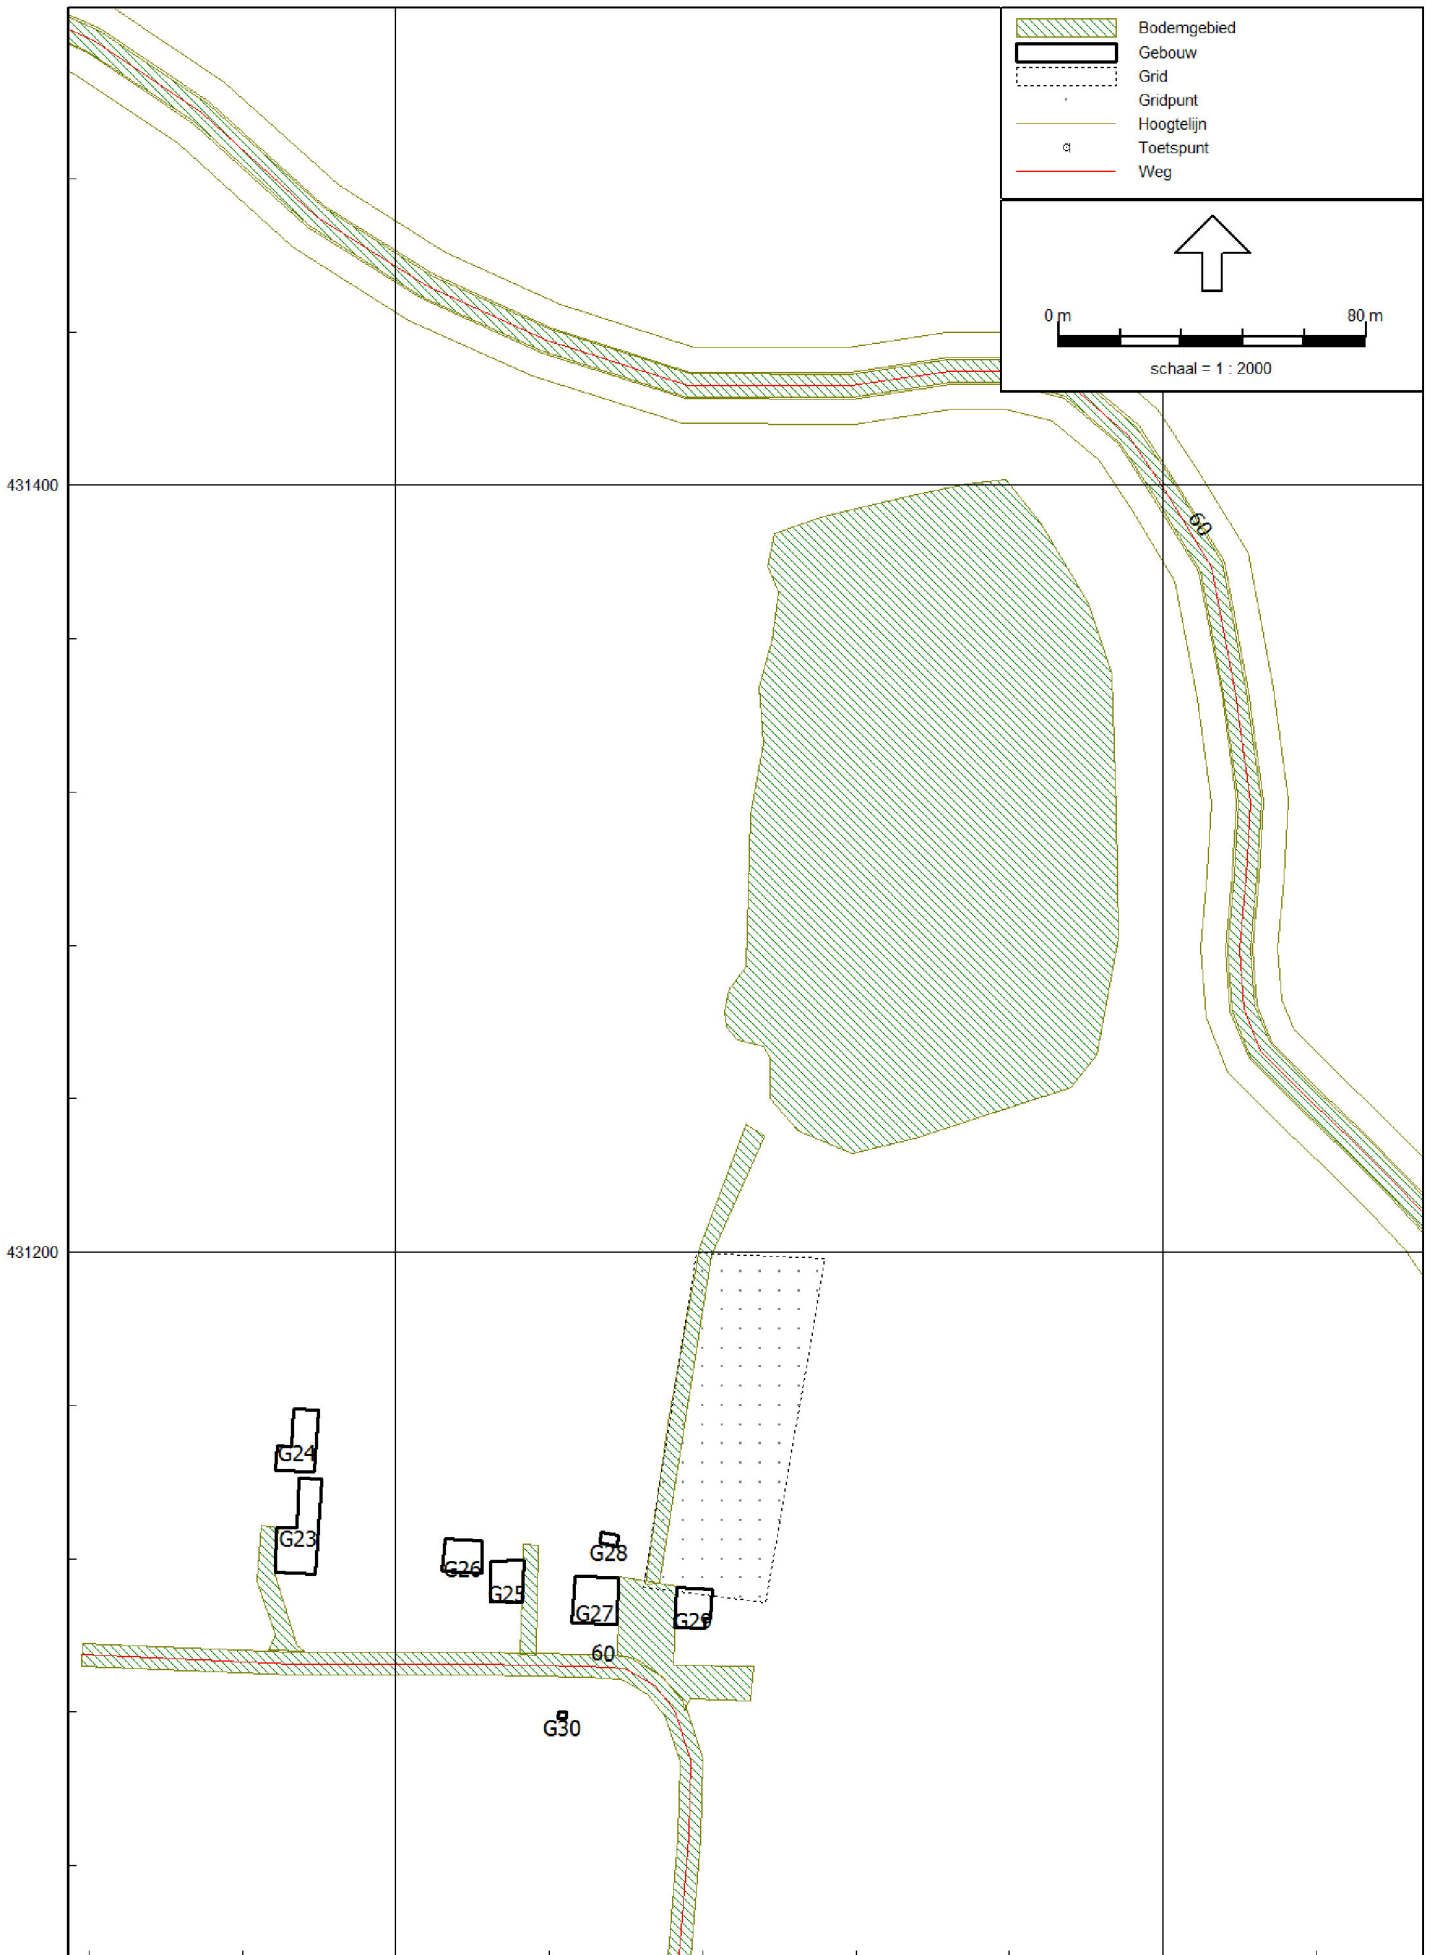 Bodemgebied
Gebouw
Grid
Gridpunt
Hoogtelijn
Toetspunt
Weg
0 m 80 m
schaal = 1 : 2000
431400
60
431200
G24
G23
G28
G26
G25
G27
G29
60
G30